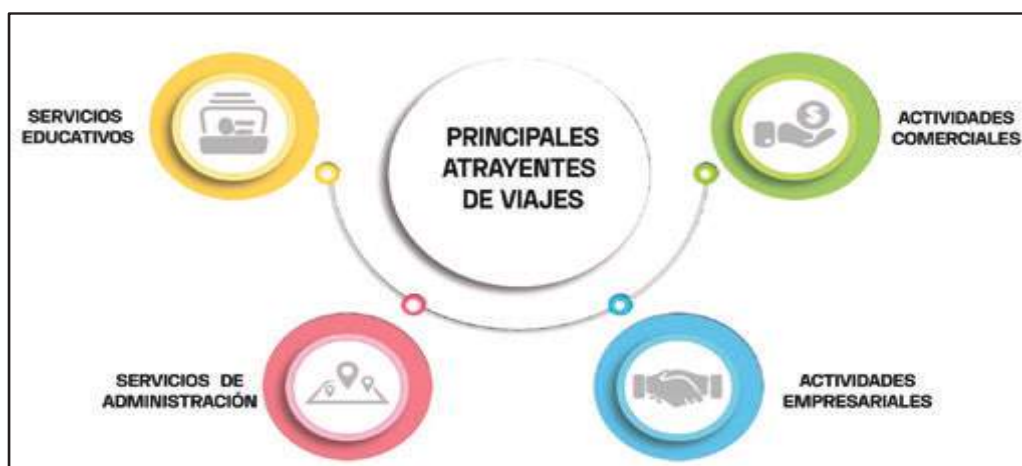 PRINCIPALES
ATRAYENTES
DE VIAJES
SERVICIOS
EDUCATIVOS
ACTIVIDADES
COMERCIALES
SERVICIOS DE
ADMINISTRACIÓN
ACTIVIDADES
EMPRESARIALES